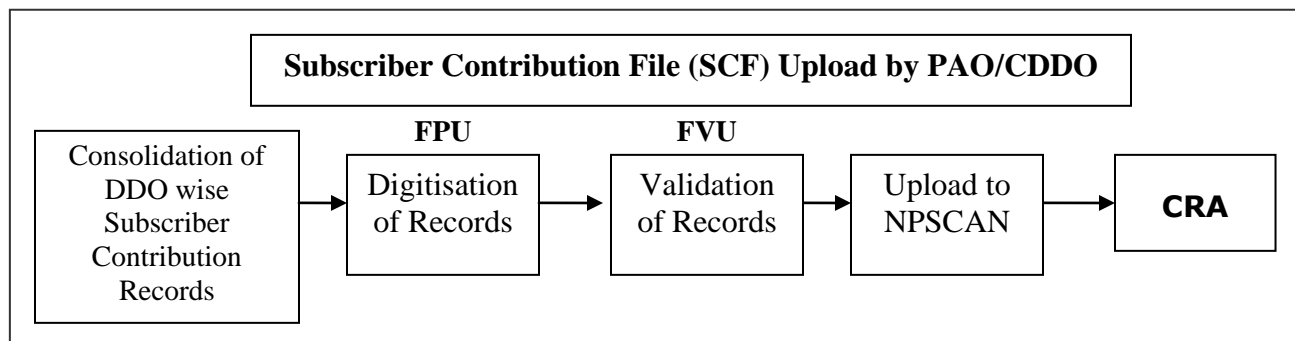 Subscriber Contribution File (SCF) Upload by PAO/CDDO
FPU
FVU
Consolidation of
DDO wise
Subscriber
Contribution
Records
Digitisation
of Records
Validation
of Records
Upload to
NPSCAN
CRA